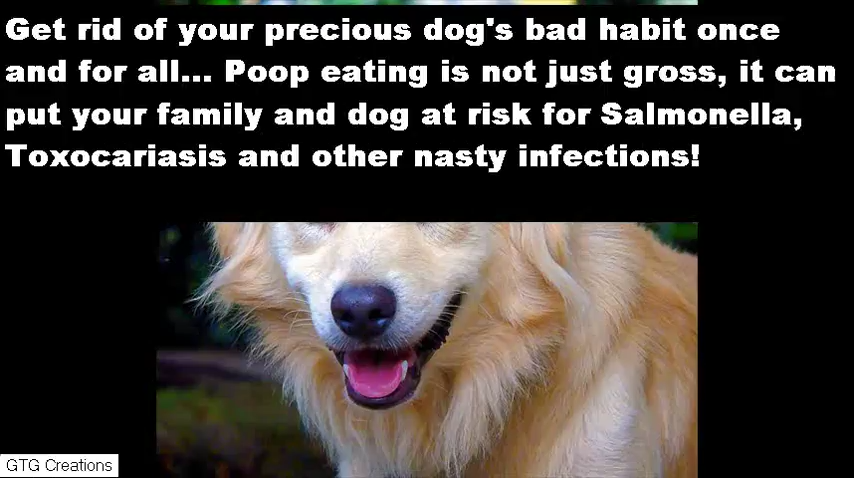 Get rid of your precious dog's bad habit once
and for all... Poop eating is not just gross, it can
put your family and dog at risk for Salmonella,
Toxocariasis and other nasty infections!
GTG Creations